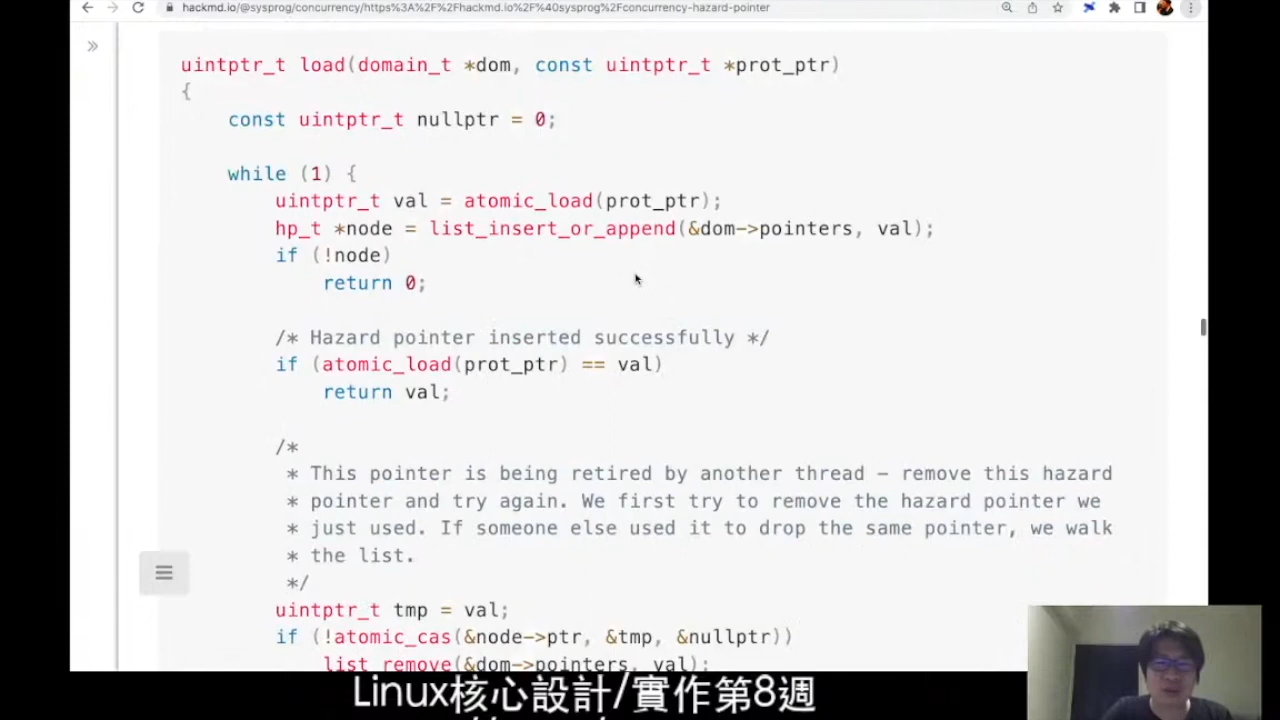 hackmd.io/@sysprog/concurrency/https%3A%2F%2Fhackmd.io%2F%40sysprog%2Fconcurrency-hazard-pointer
uintptr_t load(domain_t *dom, const uintptr_t *prot_ptr)
{
const uintptr_t nullptr = 0;
while (1) {
uintptr_t val = atomic_load(prot_ptr);
hp_t *node = list_insert_or_append(&dom->pointers, val);
if (!node)
return 0;
/* Hazard pointer inserted successfully */
if (atomic_load(prot_ptr) == val)
return val;
/*
* This pointer is being retired by another thread – remove this hazard
* pointer and try again. We first try to remove the hazard pointer we
* just used. If someone else used it to drop the same pointer, we walk
* the list.
*/
uintptr_t tmp = val;
if (!atomic_cas(&node->ptr, &tmp, &nullptr))
list_remove(&dom->pointers, val);
Linux核心設計/實作第8週